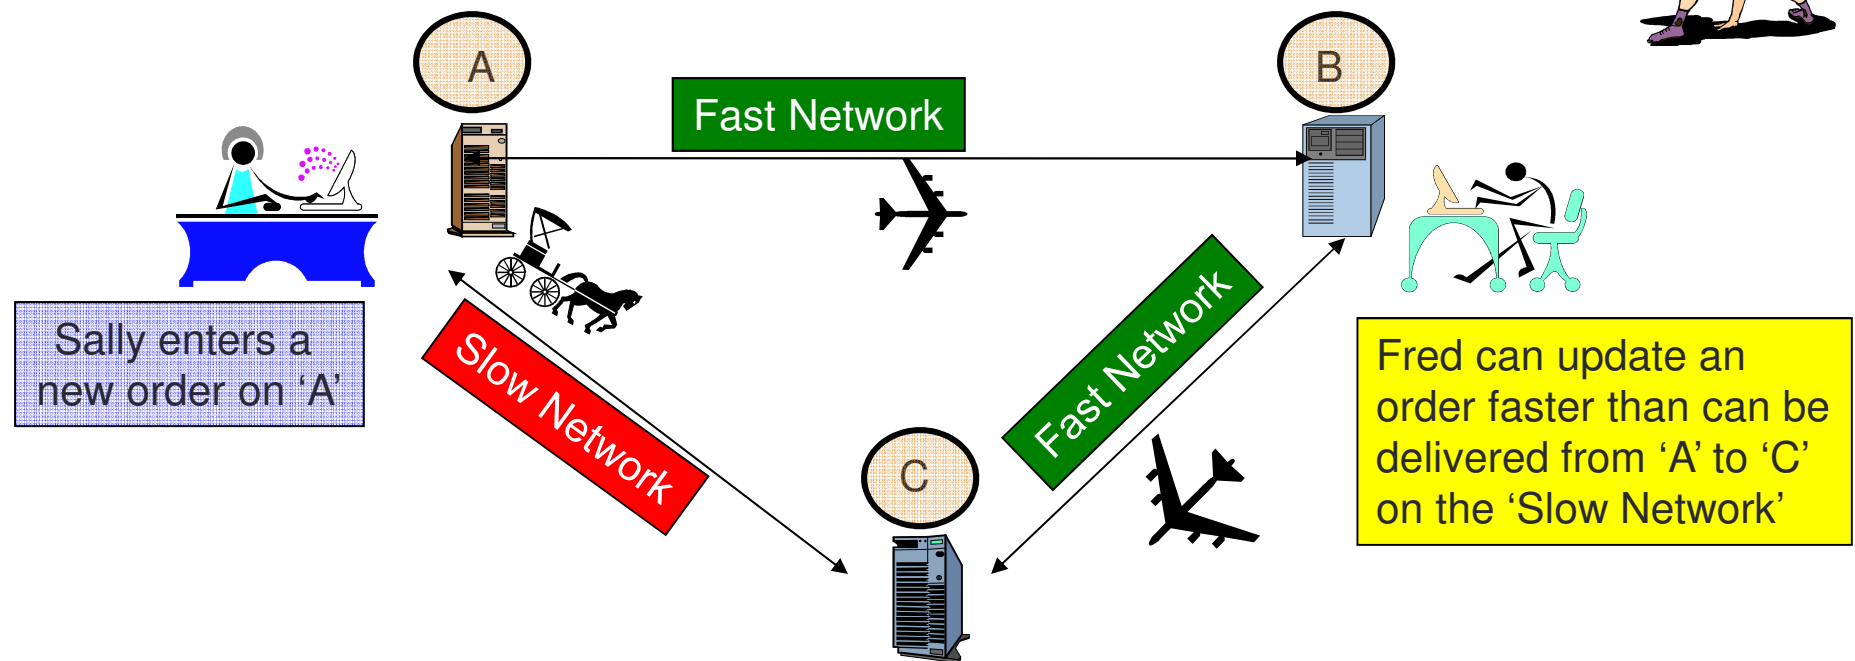 A
B
Fast Network
Sally enters a
new order on ‘A’
Slow Network
Fast Network
Fred can update an
order faster than can be
delivered from ‘A’ to ‘C’
on the ‘Slow Network’
C